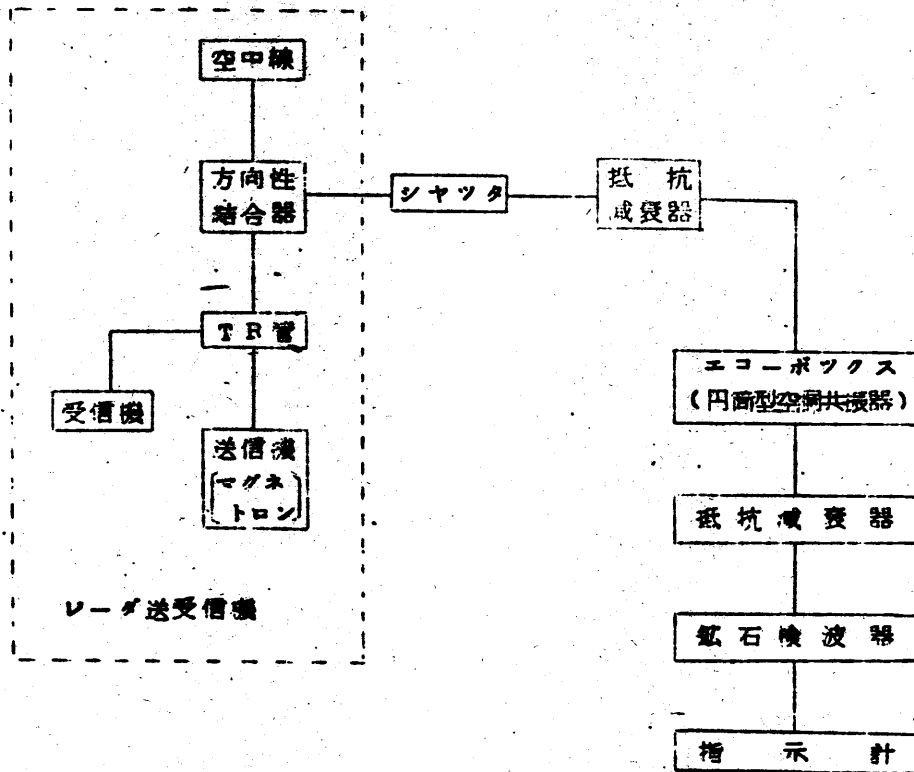 空中線
方向性
結合器
シヤツタ
抵抗
減衰器
TR管
受信機
送信機
マグネ
トロン
レーダ送受信機
エコーボックス
(円筒型空洞共振器)
抵抗減衰器
鉱石検波器
指示計